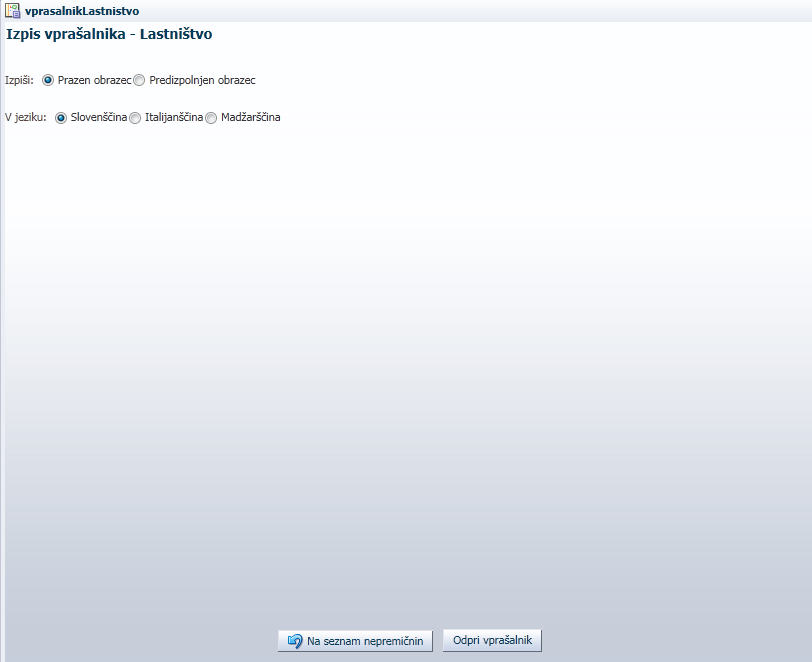 vprasalnikLastnistvo
Izpis vprašalnika - Lastništvo
Izpiši: Prazen obrazec Predizpolnjen obrazec
V jeziku: Slovenščina Italijanščina Madžarščina
Na seznam nepremičnin Odpri vprašalnik